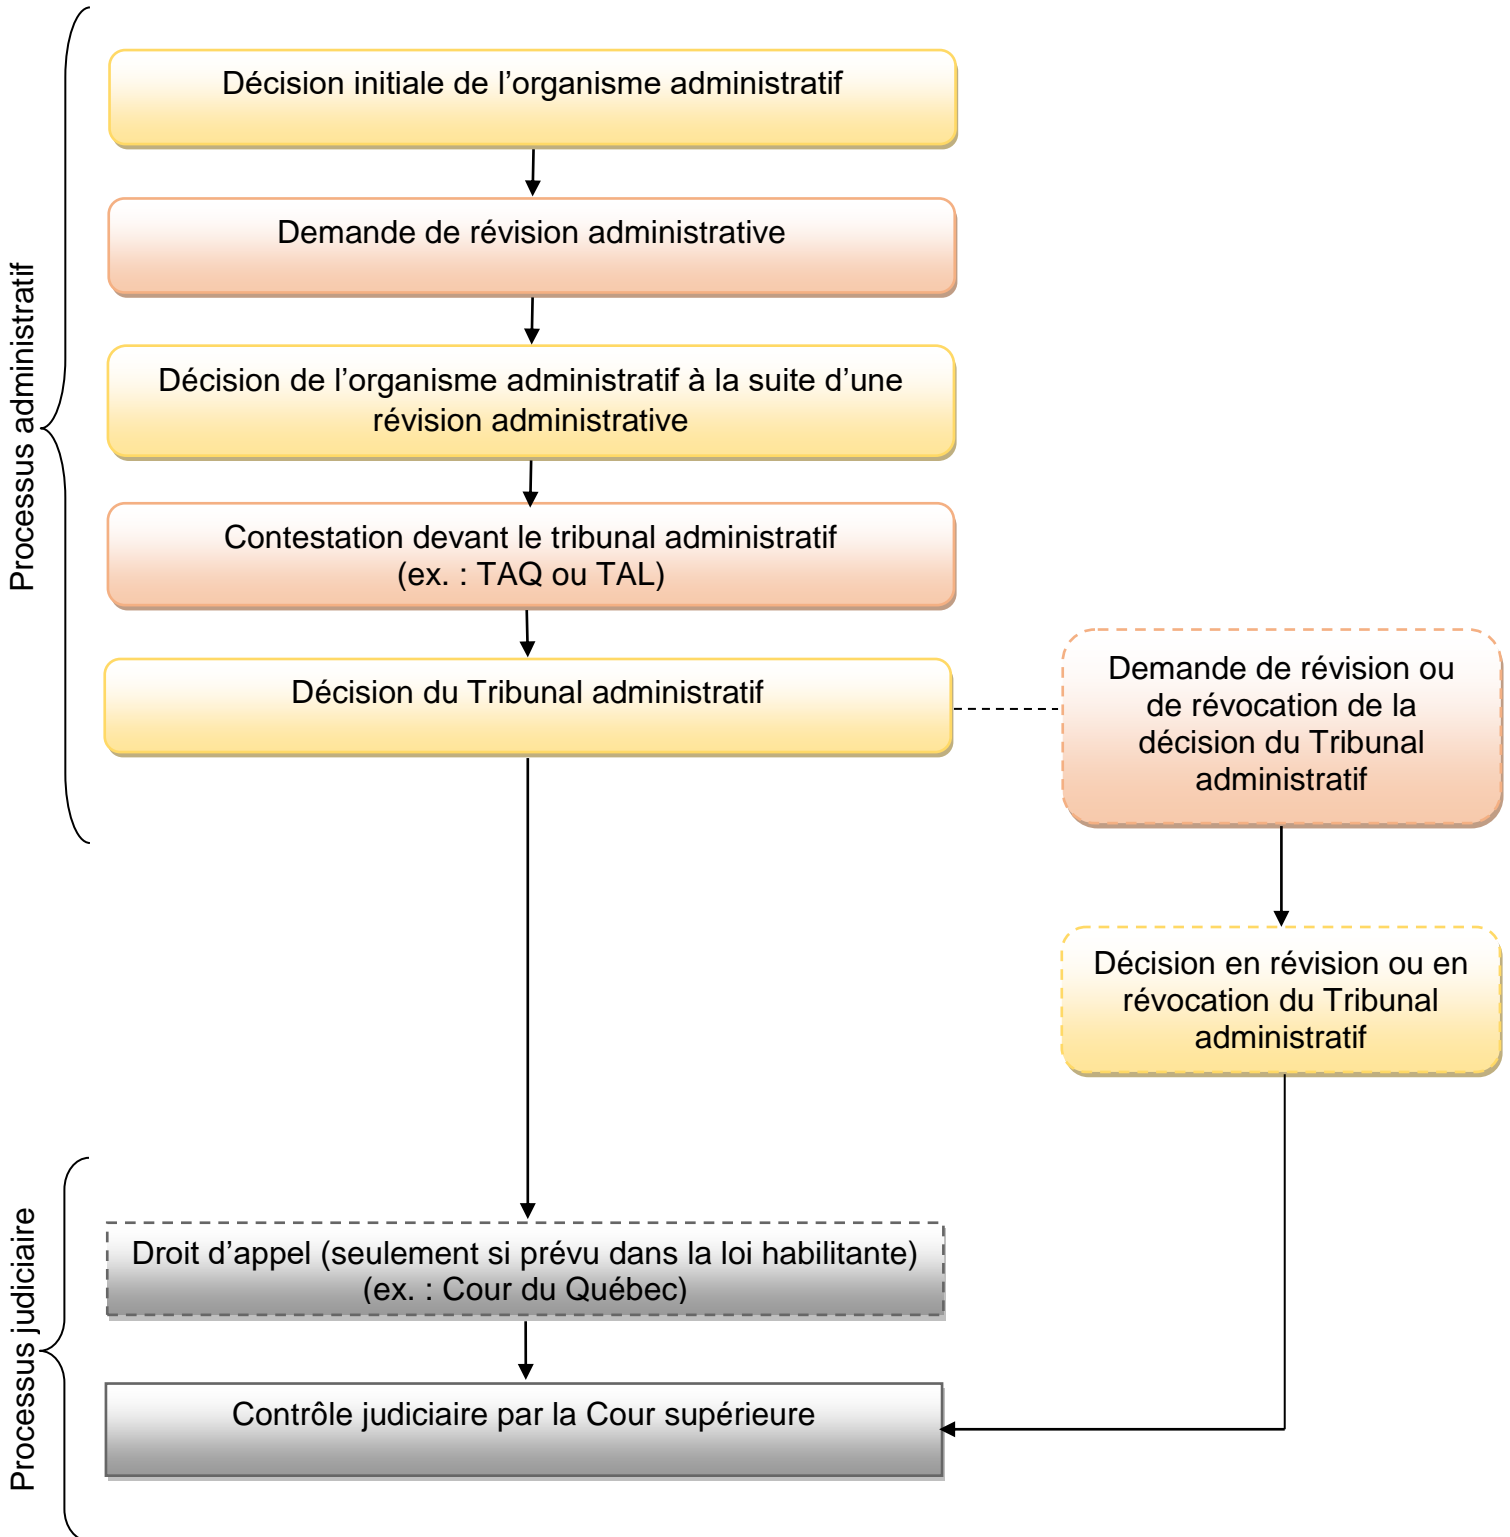 Processus administratif
Décision initiale de l’organisme administratif
Demande de révision administrative
Décision de l’organisme administratif à la suite d’une
révision administrative
Contestation devant le tribunal administratif
(ex. : TAQ ou TAL)
Décision du Tribunal administratif
Demande de révision ou
de révocation de la
décision du Tribunal
administratif
Décision en révision ou en
révocation du Tribunal
administratif
Processus judiciaire
Droit d’appel (seulement si prévu dans la loi habilitante)
(ex. : Cour du Québec)
Contrôle judiciaire par la Cour supérieure